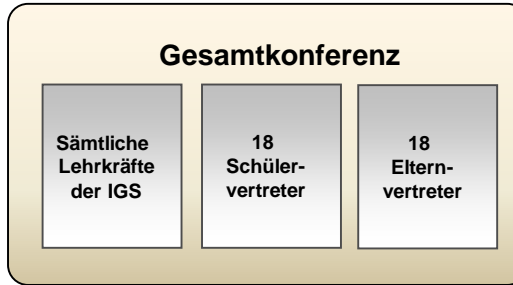 Gesamtkonferenz
Sämtliche
Lehrkräfte
der IGS
18
Schüler-
vertreter
18
Eltern-
vertreter